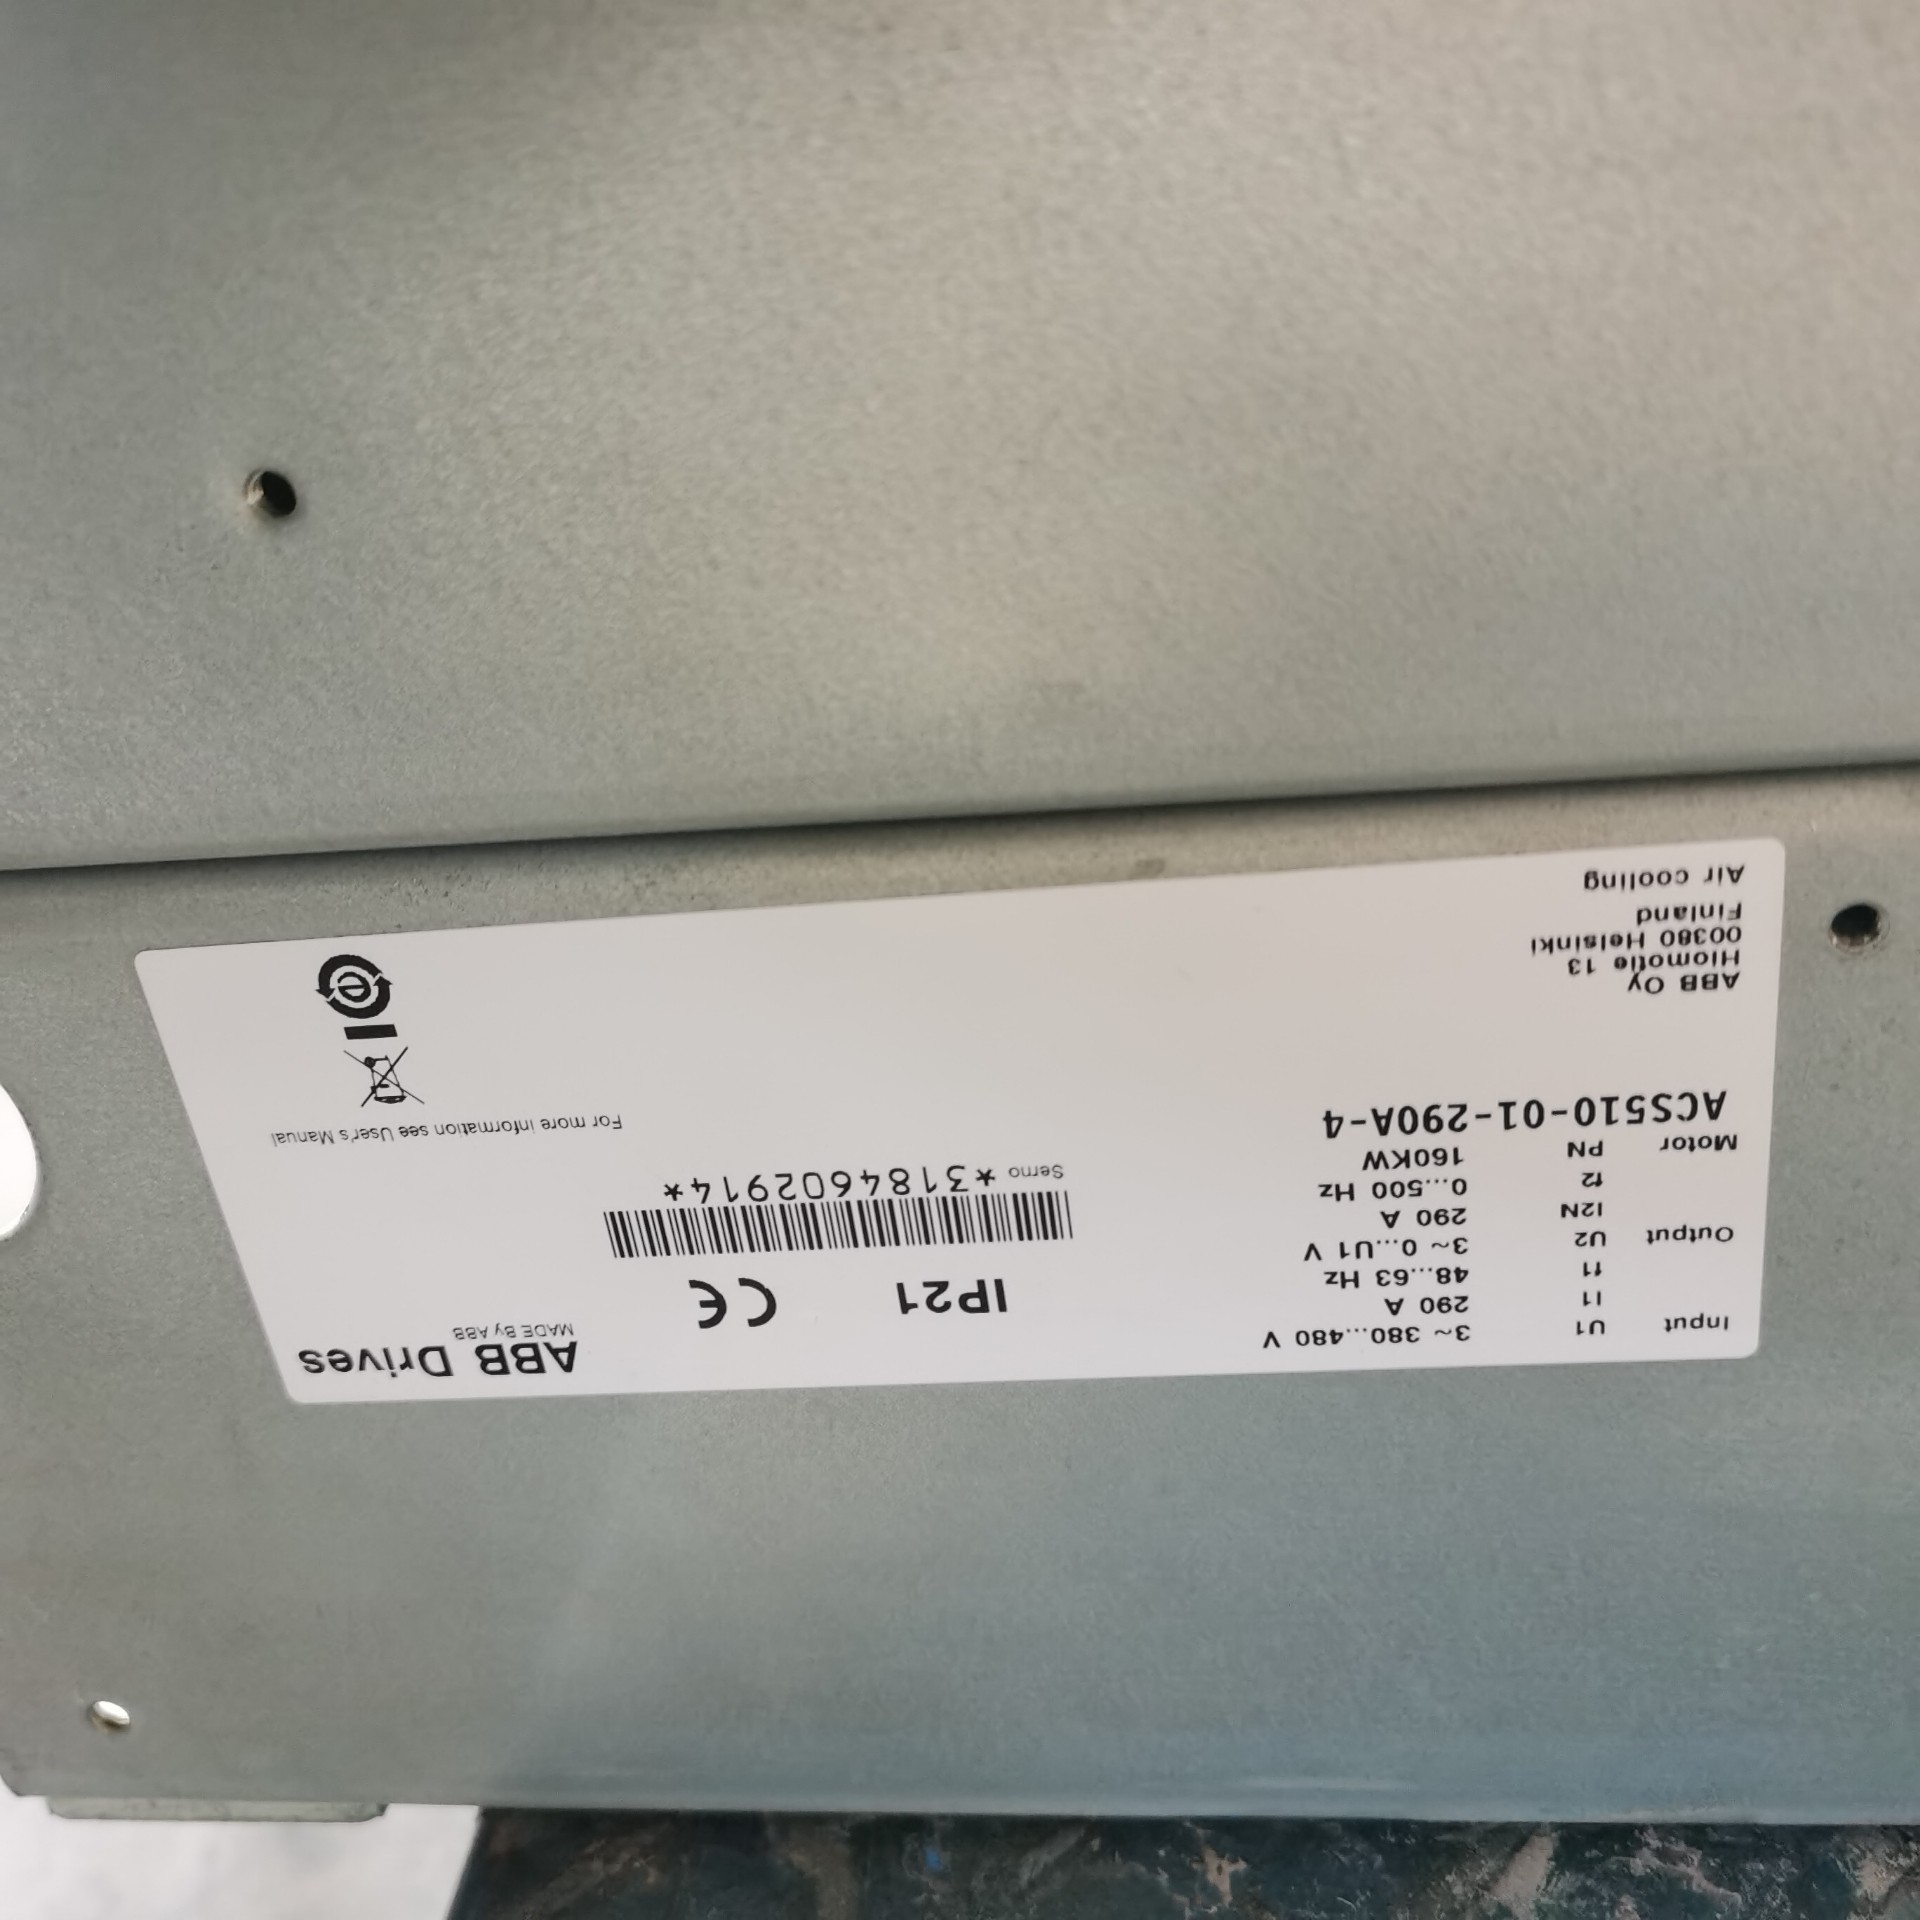 Input U1 3~ 380...480 V
I1 290 A
f1 48...63 Hz
Output U2 3~ 0...U1 V
I2N 290 A
f2 0...500 Hz
Motor PN 160KW
ACS510-01-290A-4
ABB Oy
Hiomotie 13
00380 Helsinki
Finland
Air cooling
IP21 CE
Serno *3184602914*
ABB Drives
MADE By ABB
For more information see User's Manual
e